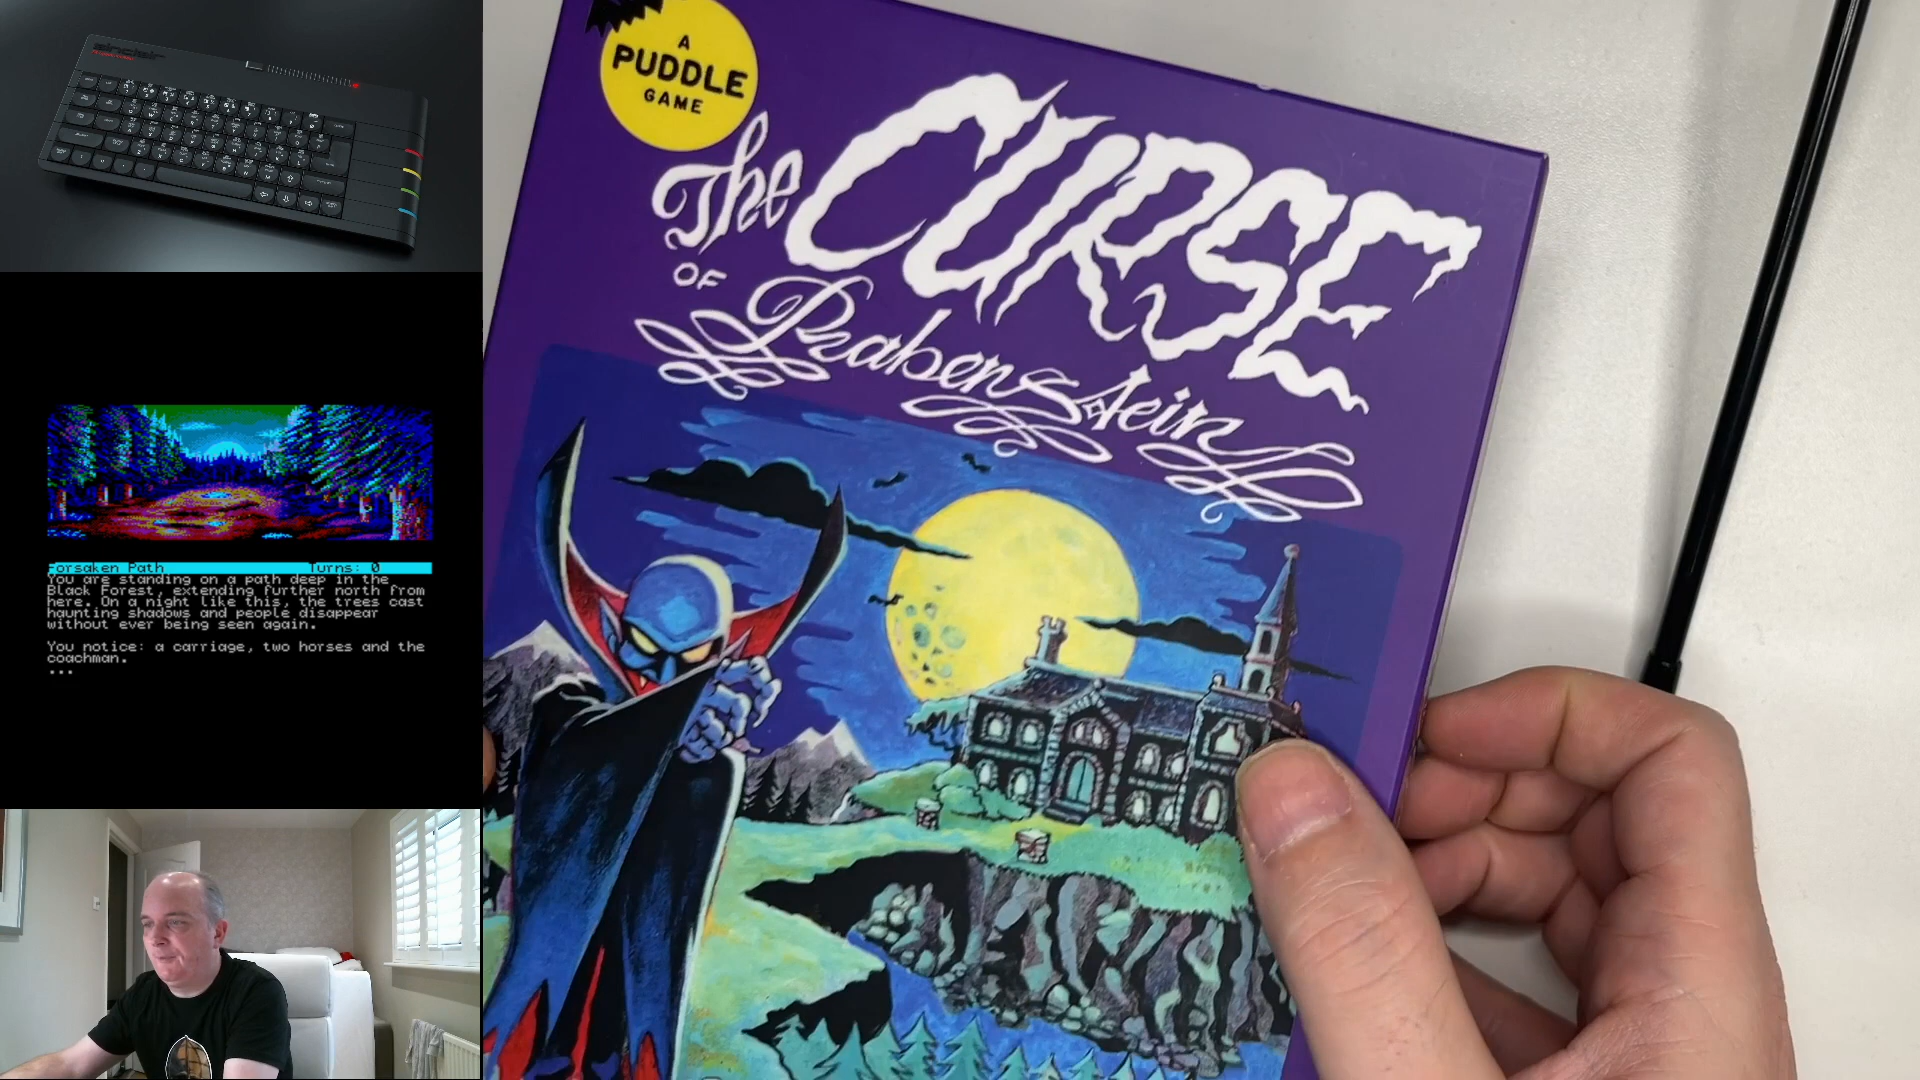 sinclair
Forsaken Path Turns: 0
You are standing on a path deep in the
Black Forest, extending further north from
here. On a night like this, the trees cast
haunting shadows and people disappear
without ever being seen again.
You notice: a carriage, two horses and the
coachman.
...
A
PUDDLE
GAME
The CURSE
OF Rabenstein